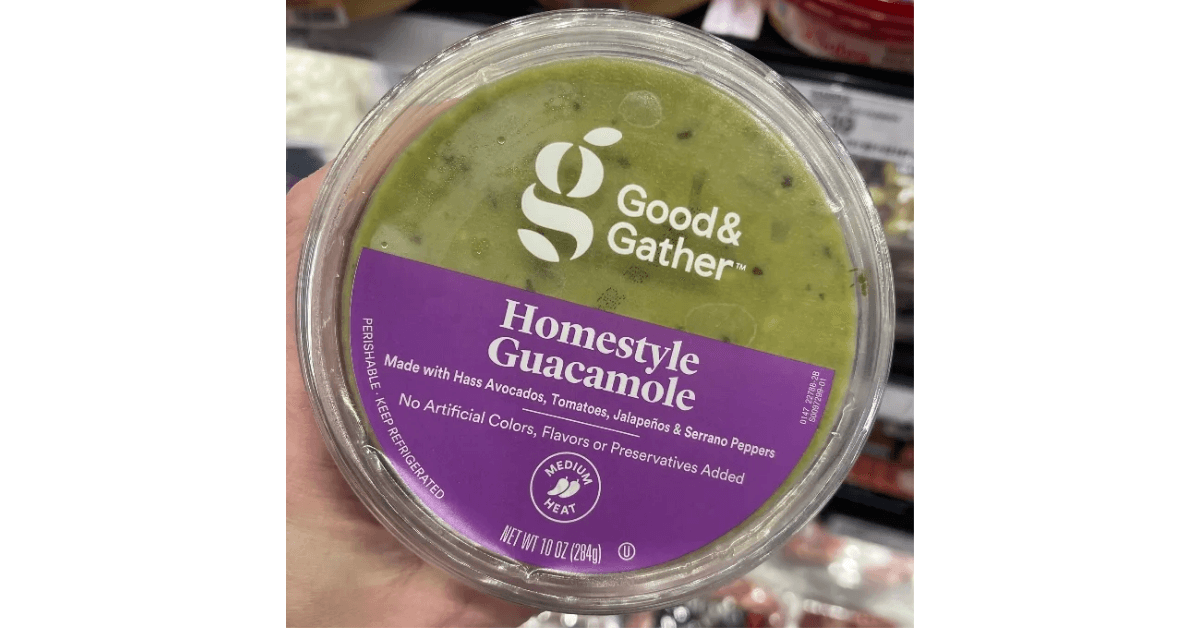 g
Good&
Gather™
Homestyle
Guacamole
Made with Hass Avocados, Tomatoes, Jalapeños & Serrano Peppers
No Artificial Colors, Flavors or Preservatives Added
MEDIUM
HEAT
NET WT 10 OZ (284g)
U
PERISHABLE · KEEP REFRIGERATED